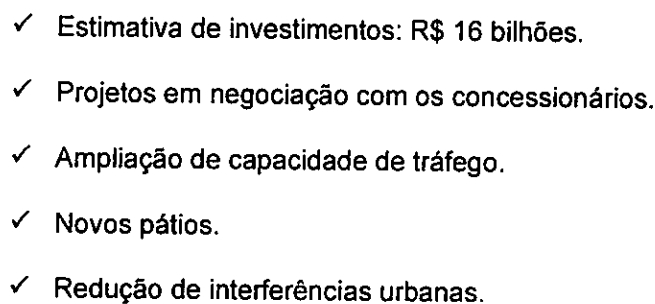 ✓ Estimativa de investimentos: R$ 16 bilhões.
✓ Projetos em negociação com os concessionários.
✓ Ampliação de capacidade de tráfego.
✓ Novos pátios.
✓ Redução de interferências urbanas.